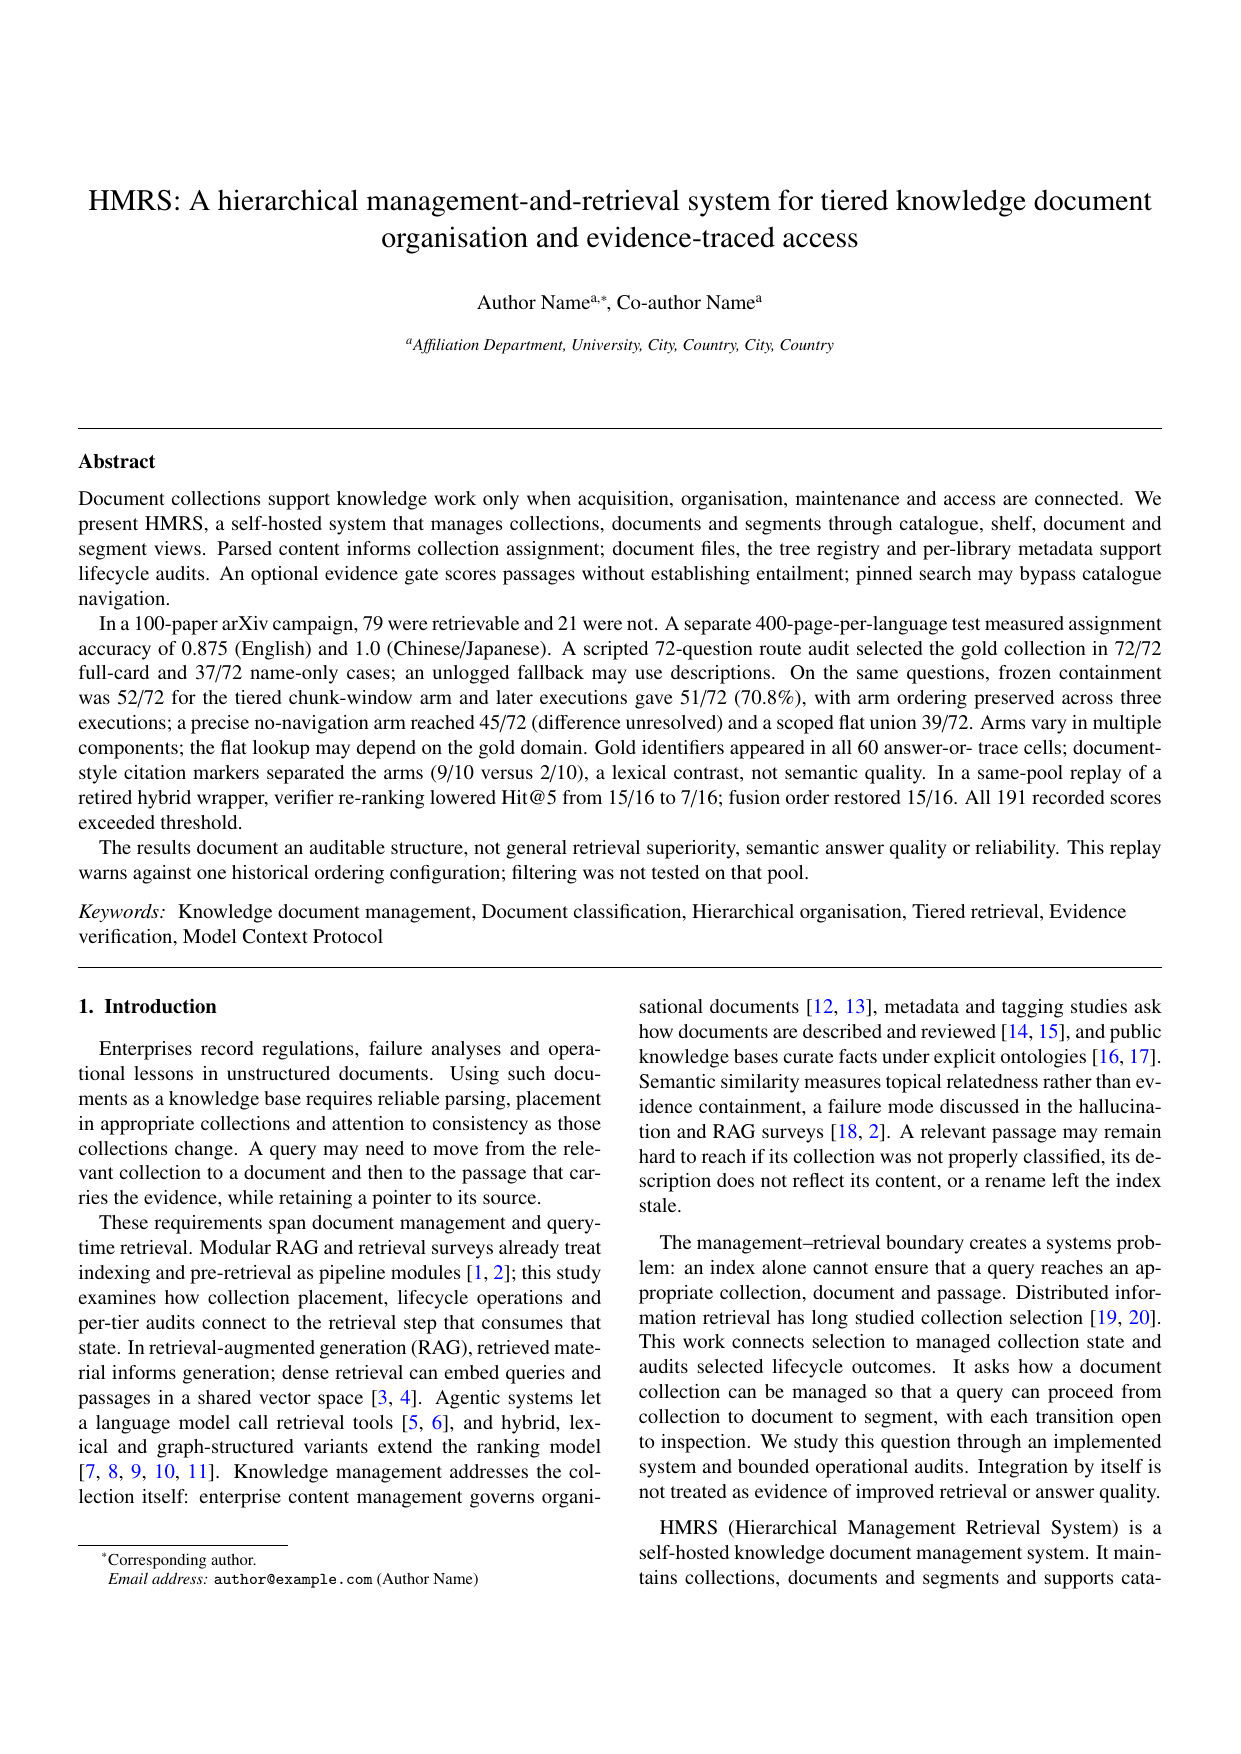 HMRS: A hierarchical management-and-retrieval system for tiered knowledge document
organisation and evidence-traced access
Author Nameᵃ,*, Co-author Nameᵃ
ᵃAffiliation Department, University, City, Country, City, Country
Abstract
Document collections support knowledge work only when acquisition, organisation, maintenance and access are connected. We
present HMRS, a self-hosted system that manages collections, documents and segments through catalogue, shelf, document and
segment views. Parsed content informs collection assignment; document files, the tree registry and per-library metadata support
lifecycle audits. An optional evidence gate scores passages without establishing entailment; pinned search may bypass catalogue
navigation.
In a 100-paper arXiv campaign, 79 were retrievable and 21 were not. A separate 400-page-per-language test measured assignment
accuracy of 0.875 (English) and 1.0 (Chinese/Japanese). A scripted 72-question route audit selected the gold collection in 72/72
full-card and 37/72 name-only cases; an unlogged fallback may use descriptions. On the same questions, frozen containment
was 52/72 for the tiered chunk-window arm and later executions gave 51/72 (70.8%), with arm ordering preserved across three
executions; a precise no-navigation arm reached 45/72 (difference unresolved) and a scoped flat union 39/72. Arms vary in multiple
components; the flat lookup may depend on the gold domain. Gold identifiers appeared in all 60 answer-or- trace cells; document-
style citation markers separated the arms (9/10 versus 2/10), a lexical contrast, not semantic quality. In a same-pool replay of a
retired hybrid wrapper, verifier re-ranking lowered Hit@5 from 15/16 to 7/16; fusion order restored 15/16. All 191 recorded scores
exceeded threshold.
The results document an auditable structure, not general retrieval superiority, semantic answer quality or reliability. This replay
warns against one historical ordering configuration; filtering was not tested on that pool.
Keywords: Knowledge document management, Document classification, Hierarchical organisation, Tiered retrieval, Evidence
verification, Model Context Protocol
1. Introduction
Enterprises record regulations, failure analyses and opera-
tional lessons in unstructured documents. Using such docu-
ments as a knowledge base requires reliable parsing, placement
in appropriate collections and attention to consistency as those
collections change. A query may need to move from the rele-
vant collection to a document and then to the passage that car-
ries the evidence, while retaining a pointer to its source.
These requirements span document management and query-
time retrieval. Modular RAG and retrieval surveys already treat
indexing and pre-retrieval as pipeline modules [1, 2]; this study
examines how collection placement, lifecycle operations and
per-tier audits connect to the retrieval step that consumes that
state. In retrieval-augmented generation (RAG), retrieved mate-
rial informs generation; dense retrieval can embed queries and
passages in a shared vector space [3, 4]. Agentic systems let
a language model call retrieval tools [5, 6], and hybrid, lex-
ical and graph-structured variants extend the ranking model
[7, 8, 9, 10, 11]. Knowledge management addresses the col-
lection itself: enterprise content management governs organi-
*Corresponding author.
Email address: author@example.com (Author Name)
sational documents [12, 13], metadata and tagging studies ask
how documents are described and reviewed [14, 15], and public
knowledge bases curate facts under explicit ontologies [16, 17].
Semantic similarity measures topical relatedness rather than ev-
idence containment, a failure mode discussed in the hallucina-
tion and RAG surveys [18, 2]. A relevant passage may remain
hard to reach if its collection was not properly classified, its de-
scription does not reflect its content, or a rename left the index
stale.
The management–retrieval boundary creates a systems prob-
lem: an index alone cannot ensure that a query reaches an ap-
propriate collection, document and passage. Distributed infor-
mation retrieval has long studied collection selection [19, 20].
This work connects selection to managed collection state and
audits selected lifecycle outcomes. It asks how a document
collection can be managed so that a query can proceed from
collection to document to segment, with each transition open
to inspection. We study this question through an implemented
system and bounded operational audits. Integration by itself is
not treated as evidence of improved retrieval or answer quality.
HMRS (Hierarchical Management Retrieval System) is a
self-hosted knowledge document management system. It main-
tains collections, documents and segments and supports cata-